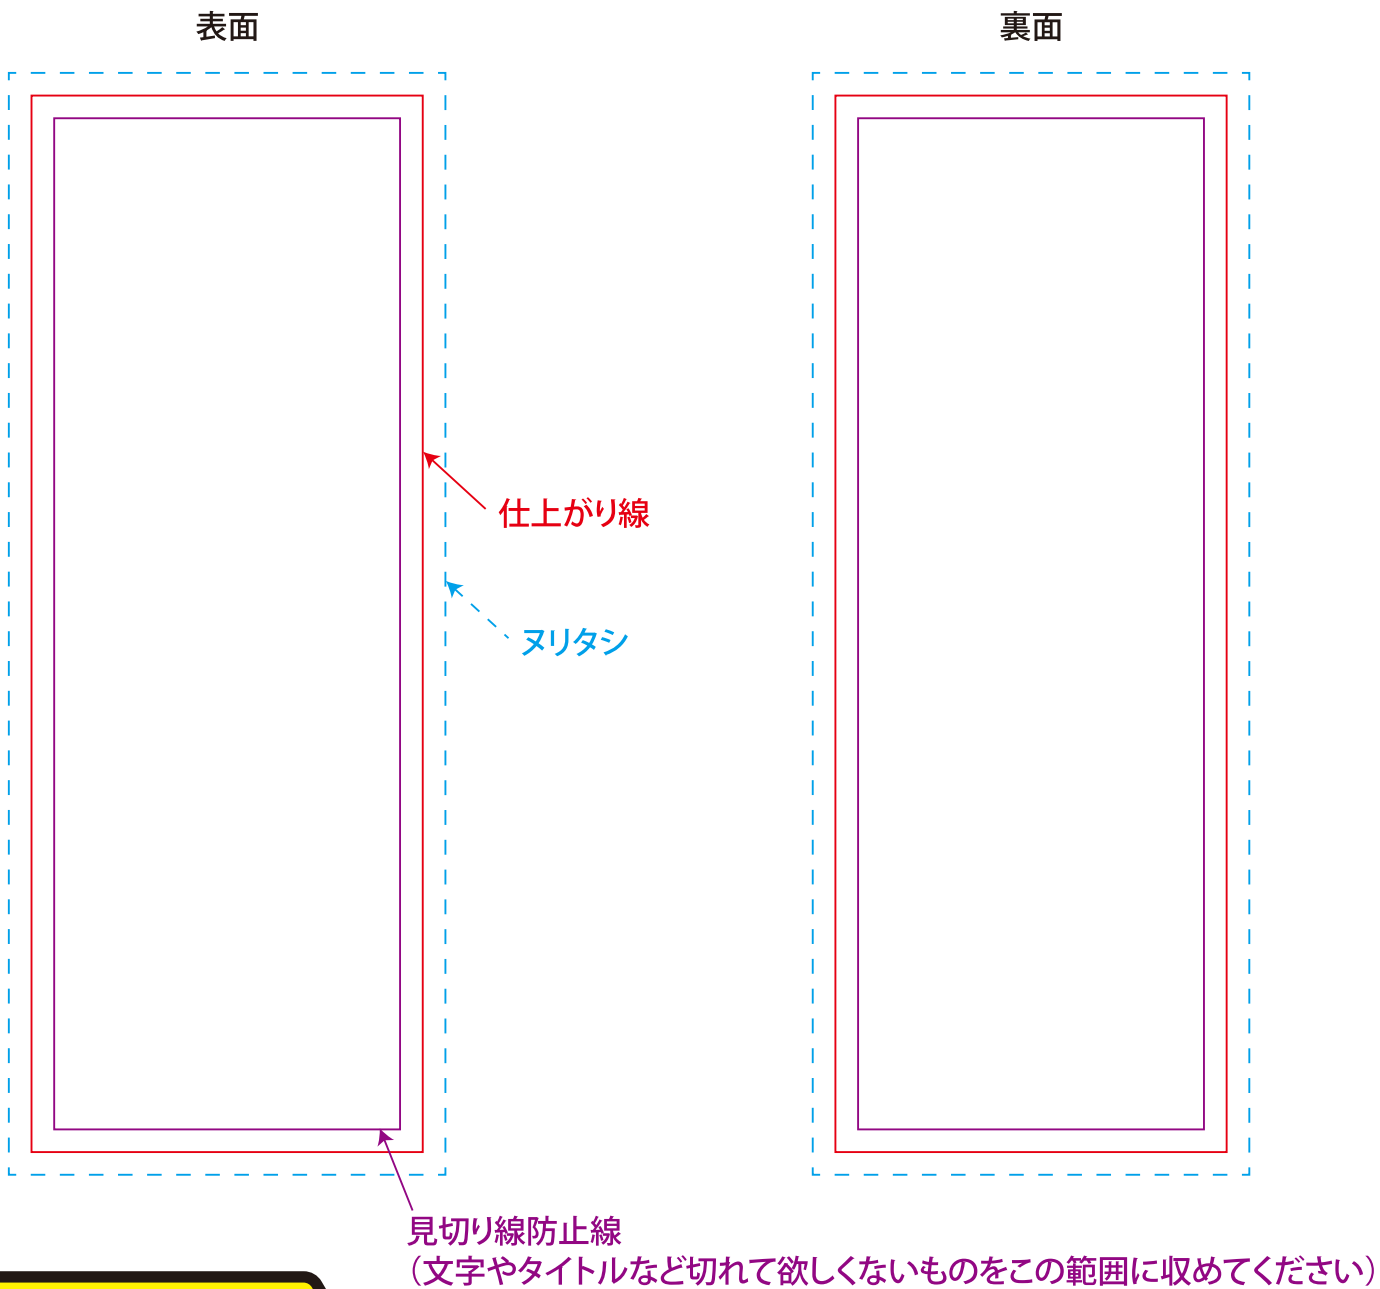 表面
裏面
仕上がり線
ヌリタシ
見切り線防止線
（文字やタイトルなど切れて欲しくないものをこの範囲に収めてください）